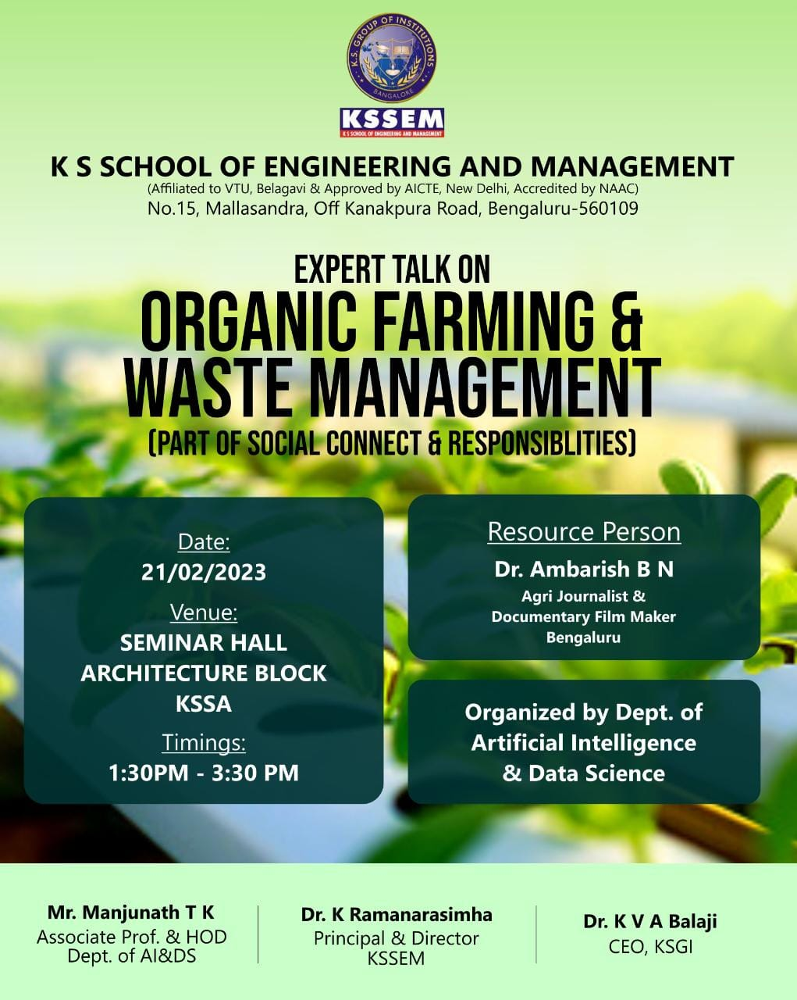 K.S. GROUP OF INSTITUTIONS
BANGALORE
KSSEM
K S SCHOOL OF ENGINEERING AND MANAGEMENT
K S SCHOOL OF ENGINEERING AND MANAGEMENT
(Affiliated to VTU, Belagavi & Approved by AICTE, New Delhi, Accredited by NAAC)
No.15, Mallasandra, Off Kanakpura Road, Bengaluru-560109
EXPERT TALK ON
ORGANIC FARMING &
WASTE MANAGEMENT
(PART OF SOCIAL CONNECT & RESPONSIBLITIES)
Date:
21/02/2023
Venue:
SEMINAR HALL
ARCHITECTURE BLOCK
KSSA
Timings:
1:30PM - 3:30 PM
Resource Person
Dr. Ambarish B N
Agri Journalist &
Documentary Film Maker
Bengaluru
Organized by Dept. of
Artificial Intelligence
& Data Science
Mr. Manjunath T K
Associate Prof. & HOD
Dept. of AI&DS
Dr. K Ramanarasimha
Principal & Director
KSSEM
Dr. K V A Balaji
CEO, KSGI